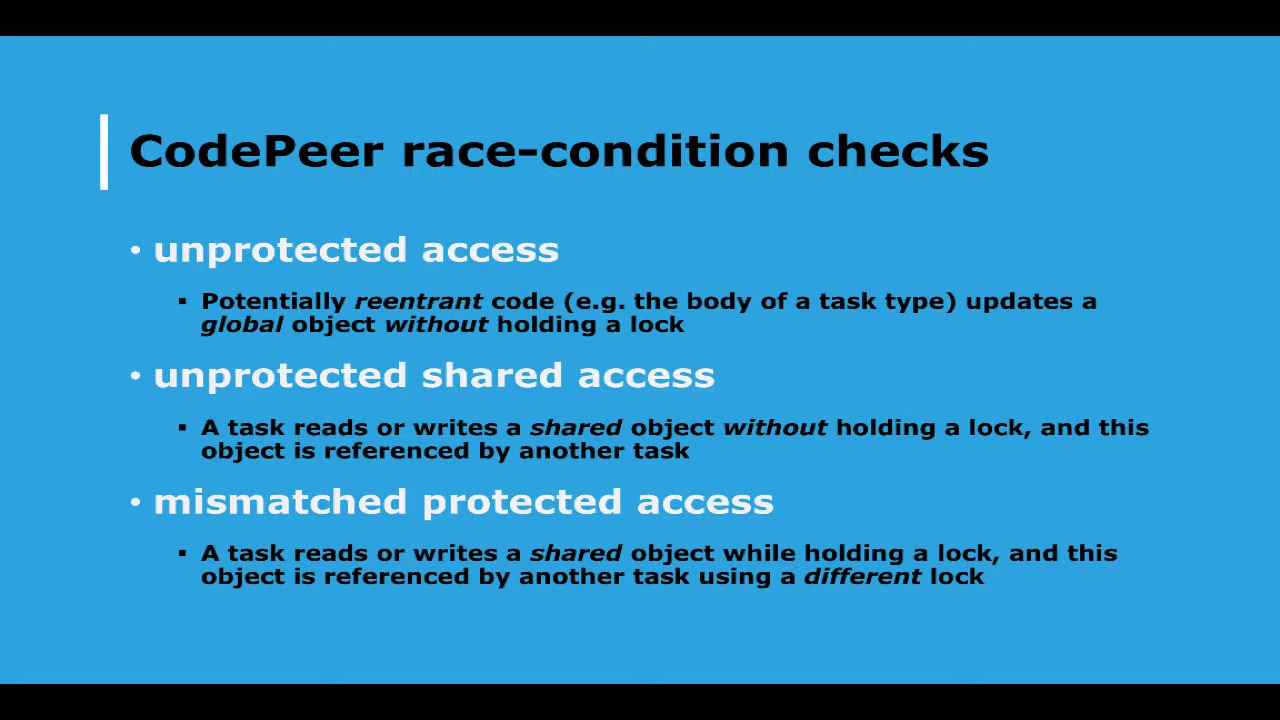 CodePeer race-condition checks
• unprotected access
▪ Potentially reentrant code (e.g. the body of a task type) updates a
global object without holding a lock
• unprotected shared access
▪ A task reads or writes a shared object without holding a lock, and this
object is referenced by another task
• mismatched protected access
▪ A task reads or writes a shared object while holding a lock, and this
object is referenced by another task using a different lock